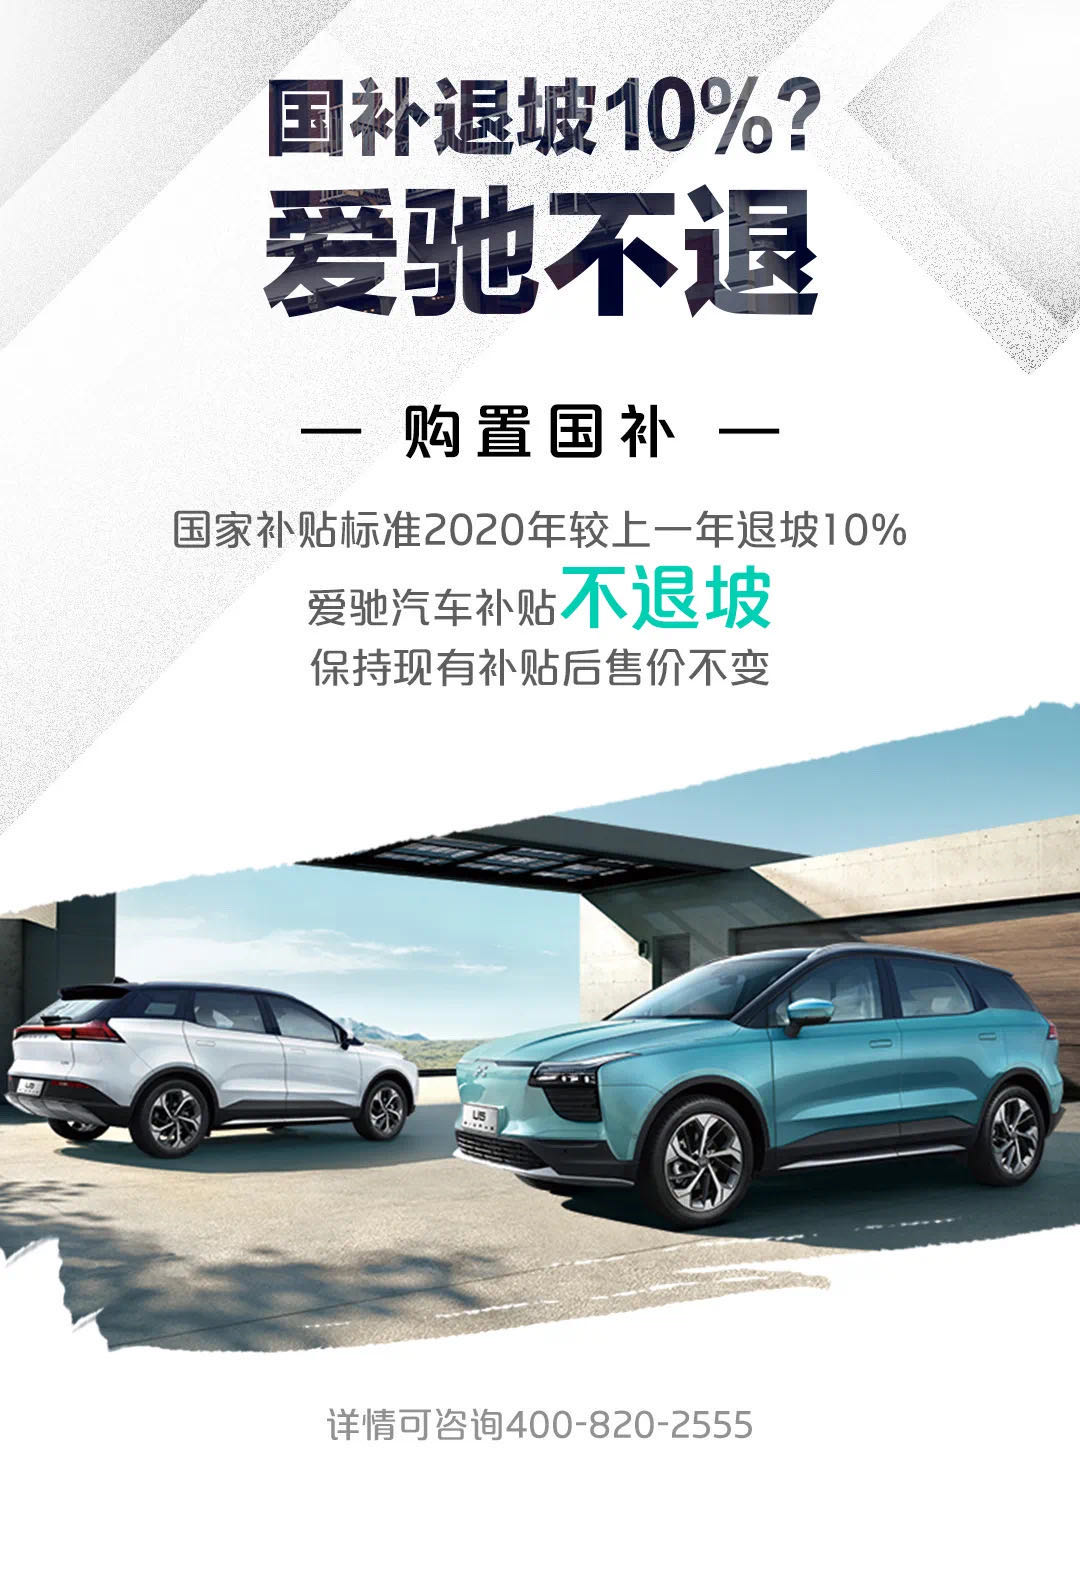 国补退坡10%?
爱驰不退
— 购置国补 —
国家补贴标准2020年较上一年退坡10%
爱驰汽车补贴不退坡
保持现有补贴后售价不变
U5
详情可咨询400-820-2555